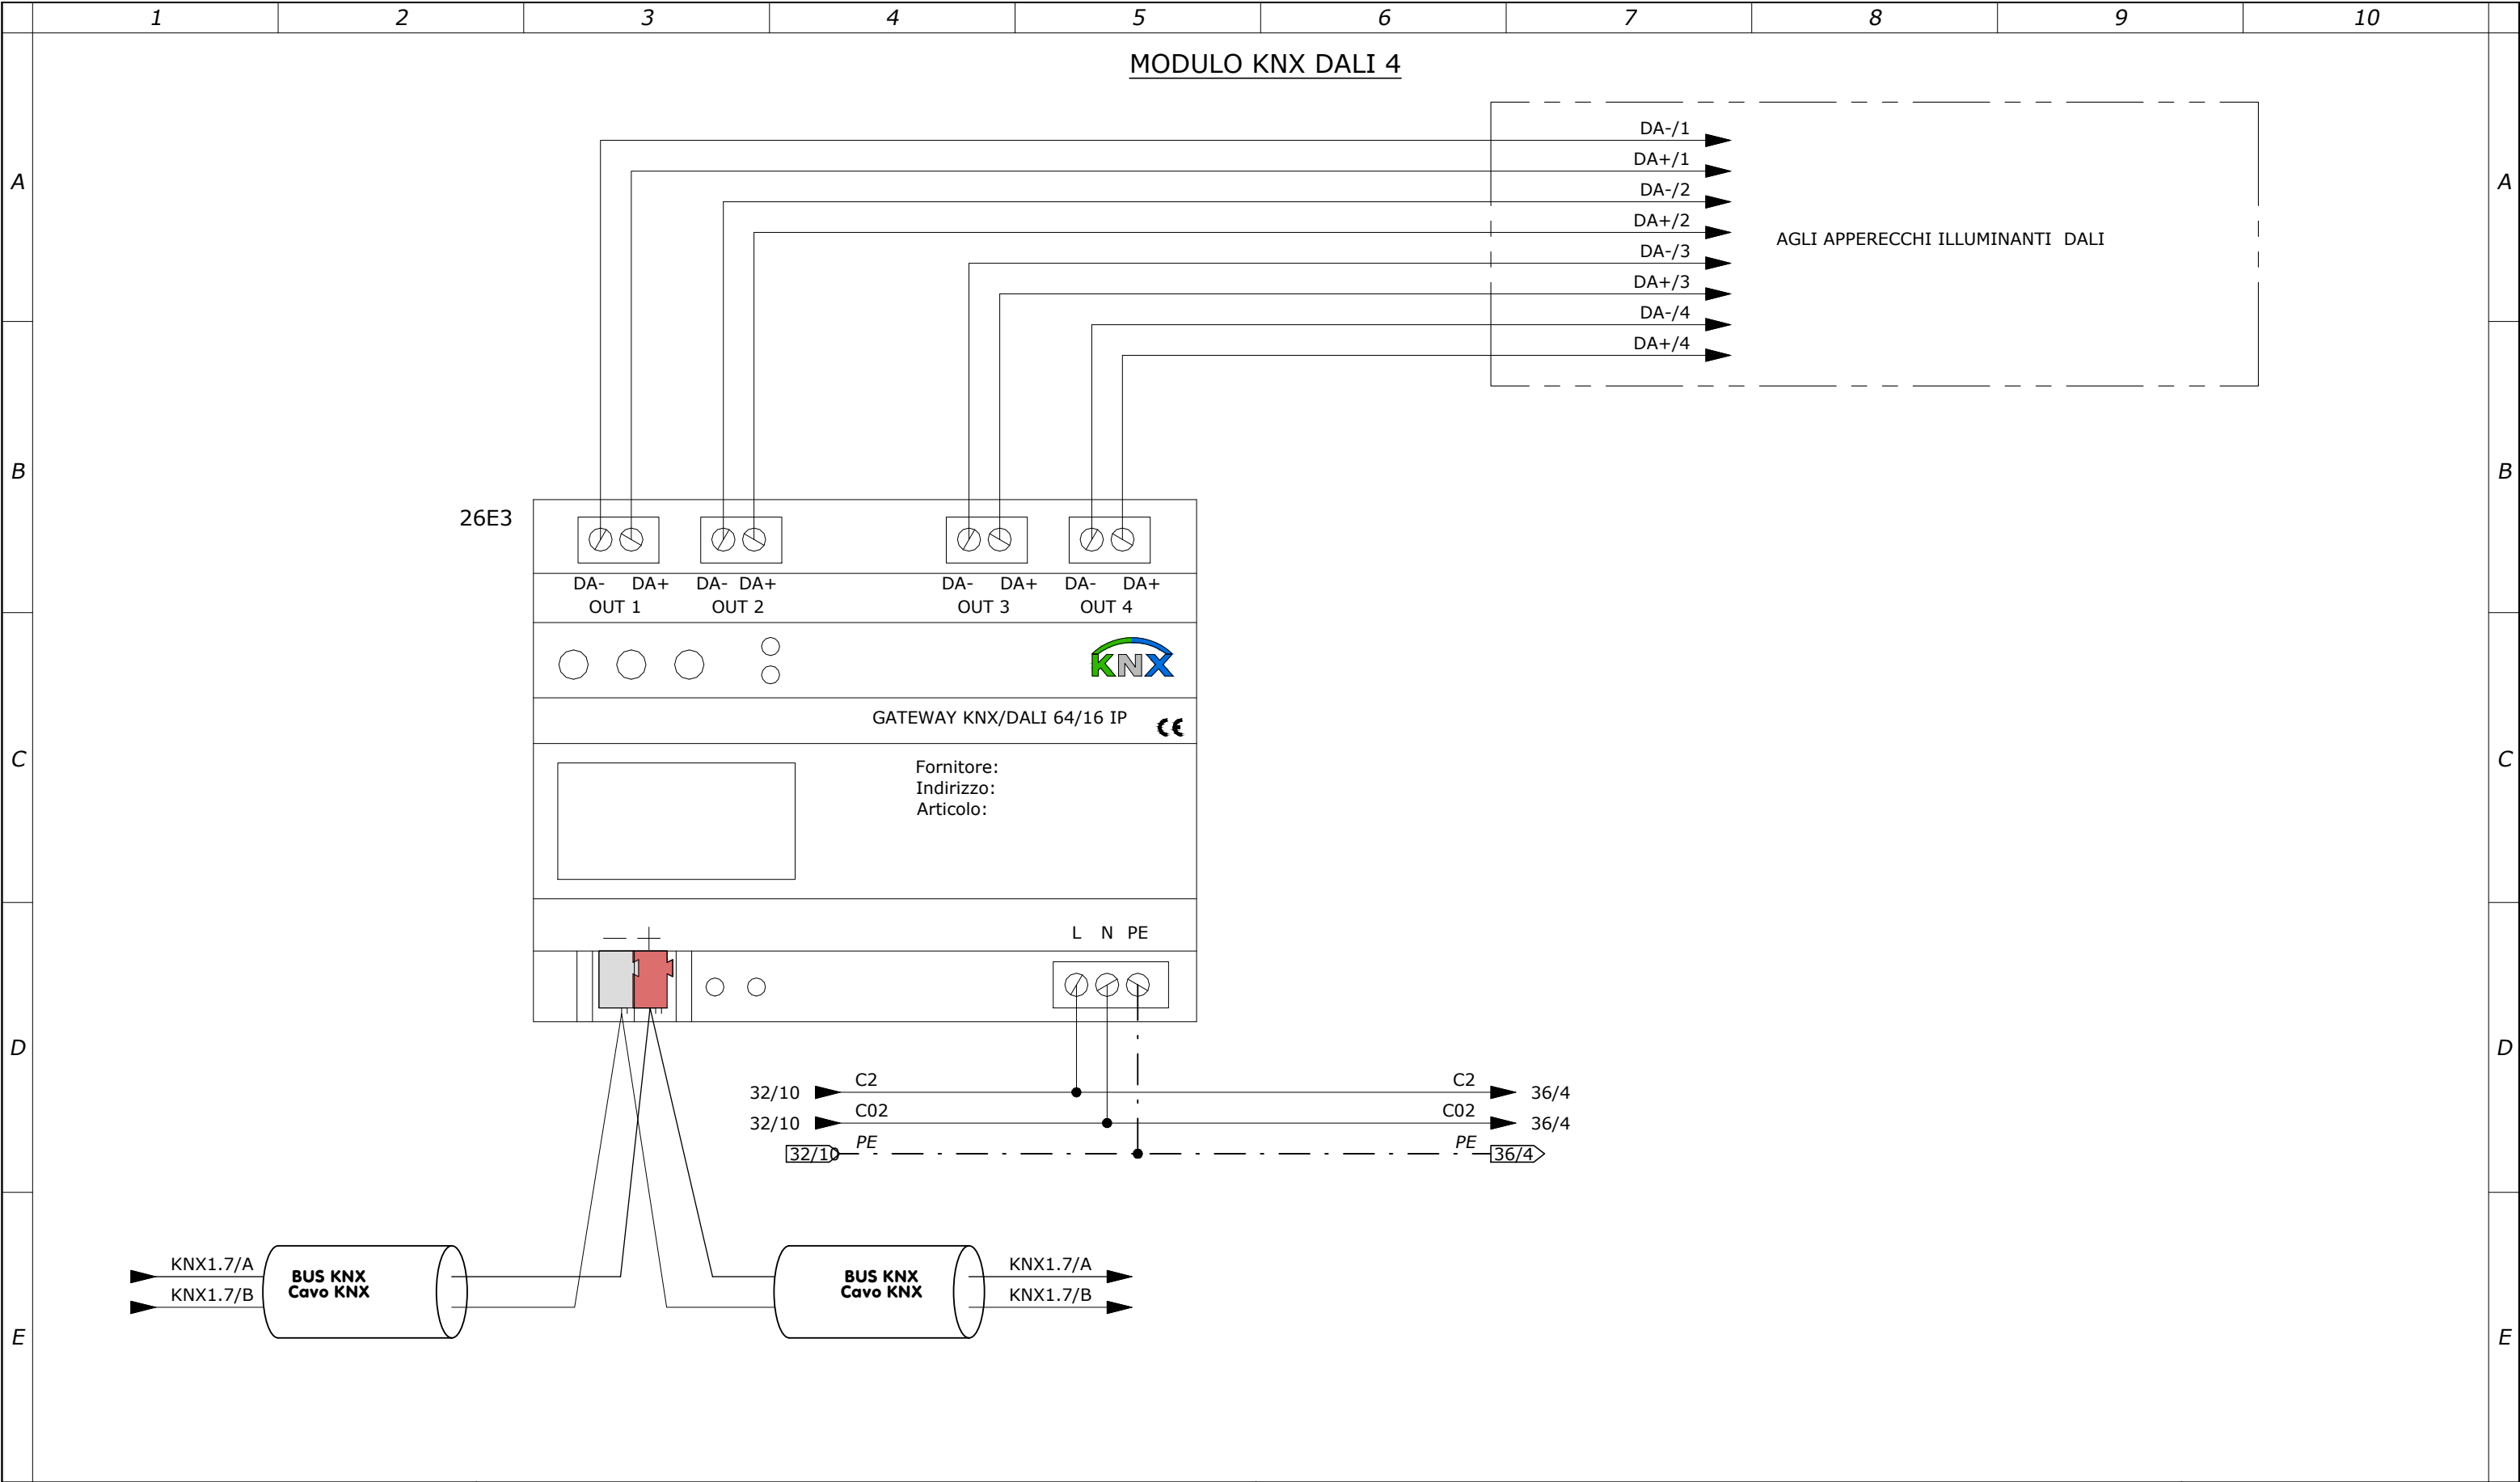 1 2 3 4 5 6 7 8 9 10
MODULO KNX DALI 4
DA-/1
DA+/1
A A
DA-/2
DA+/2
AGLI APPERECCHI ILLUMINANTI DALI
DA-/3
DA+/3
DA-/4
DA+/4
B B
26E3
DA- DA+ DA- DA+ DA- DA+ DA- DA+
OUT 1 OUT 2 OUT 3 OUT 4
KNX
GATEWAY KNX/DALI 64/16 IP CE
C C
Fornitore:
Indirizzo:
Articolo:
L N PE
D D
32/10 C2 C2 36/4
32/10 C02 C02 36/4
32/10 PE PE 36/4
KNX1.7/A BUS KNX BUS KNX KNX1.7/A
KNX1.7/B Cavo KNX Cavo KNX KNX1.7/B
E E